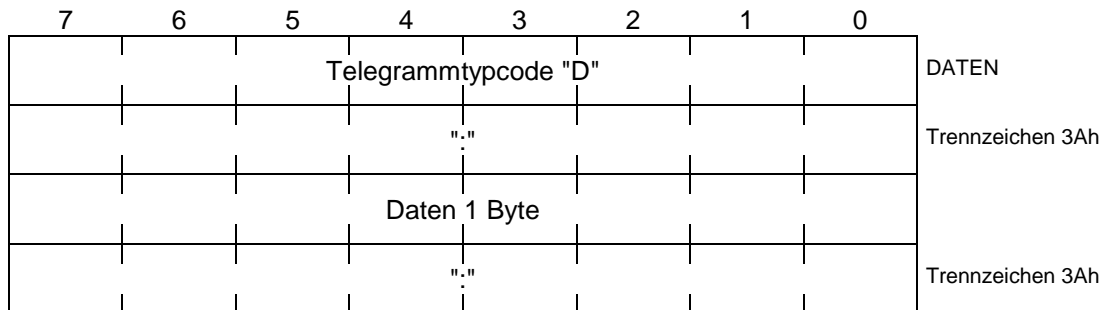 7 6 5 4 3 2 1 0
Telegrammtypcode "D" DATEN
":" Trennzeichen 3Ah
Daten 1 Byte
":" Trennzeichen 3Ah